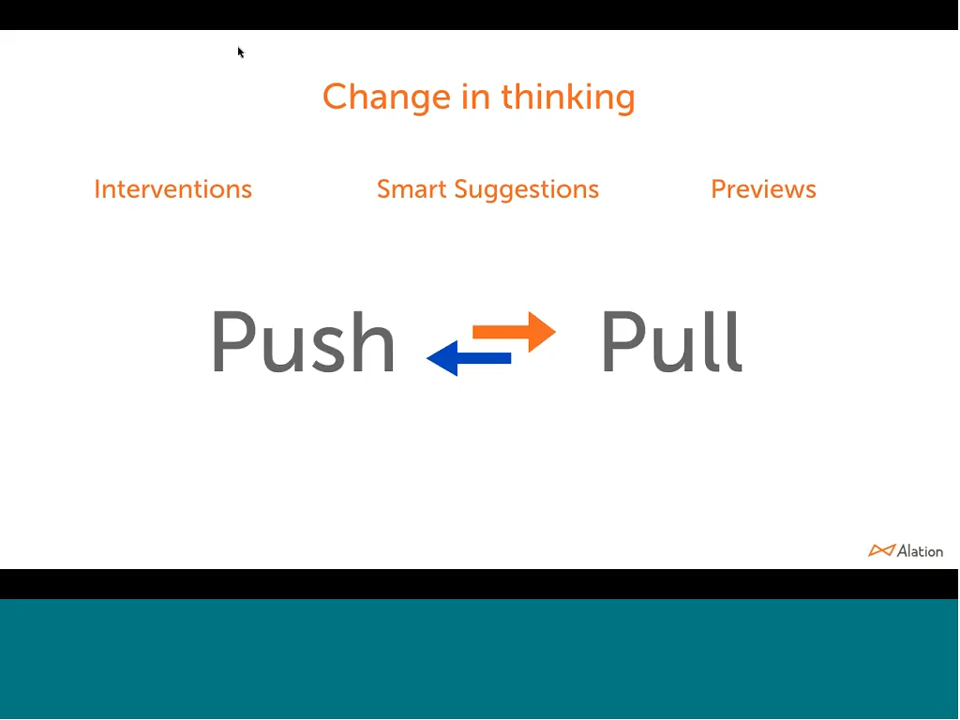 Change in thinking
Interventions Smart Suggestions Previews
Push Pull
Alation